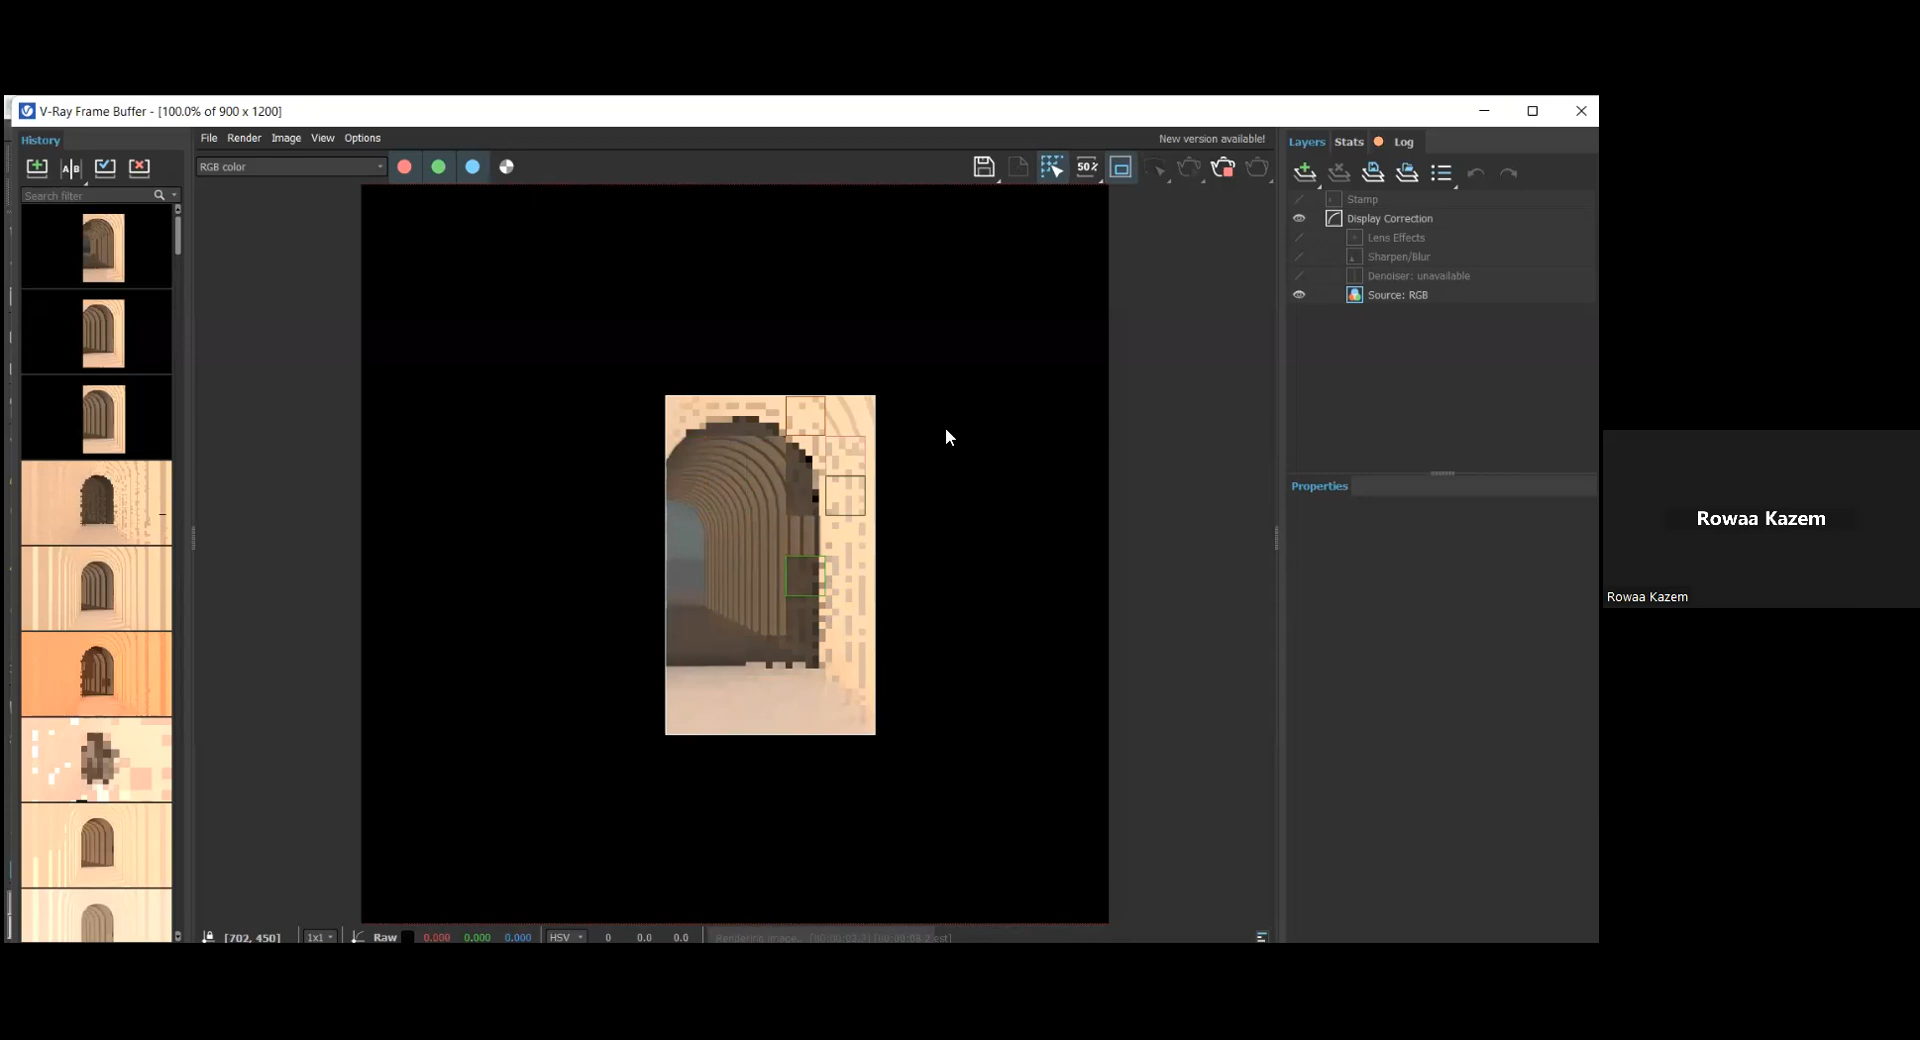 V-Ray Frame Buffer - [100.0% of 900 x 1200]
History
File Render Image View Options
New version available!
Layers Stats Log
A|B
RGB color
50%
Search filter
Stamp
Display Correction
Lens Effects
Sharpen/Blur
Denoiser: unavailable
Source: RGB
Properties
Rowaa Kazem
Rowaa Kazem
[702, 450] 1x1 Raw 0.000 0.000 0.000 HSV 0 0.0 0.0 Rendering image...